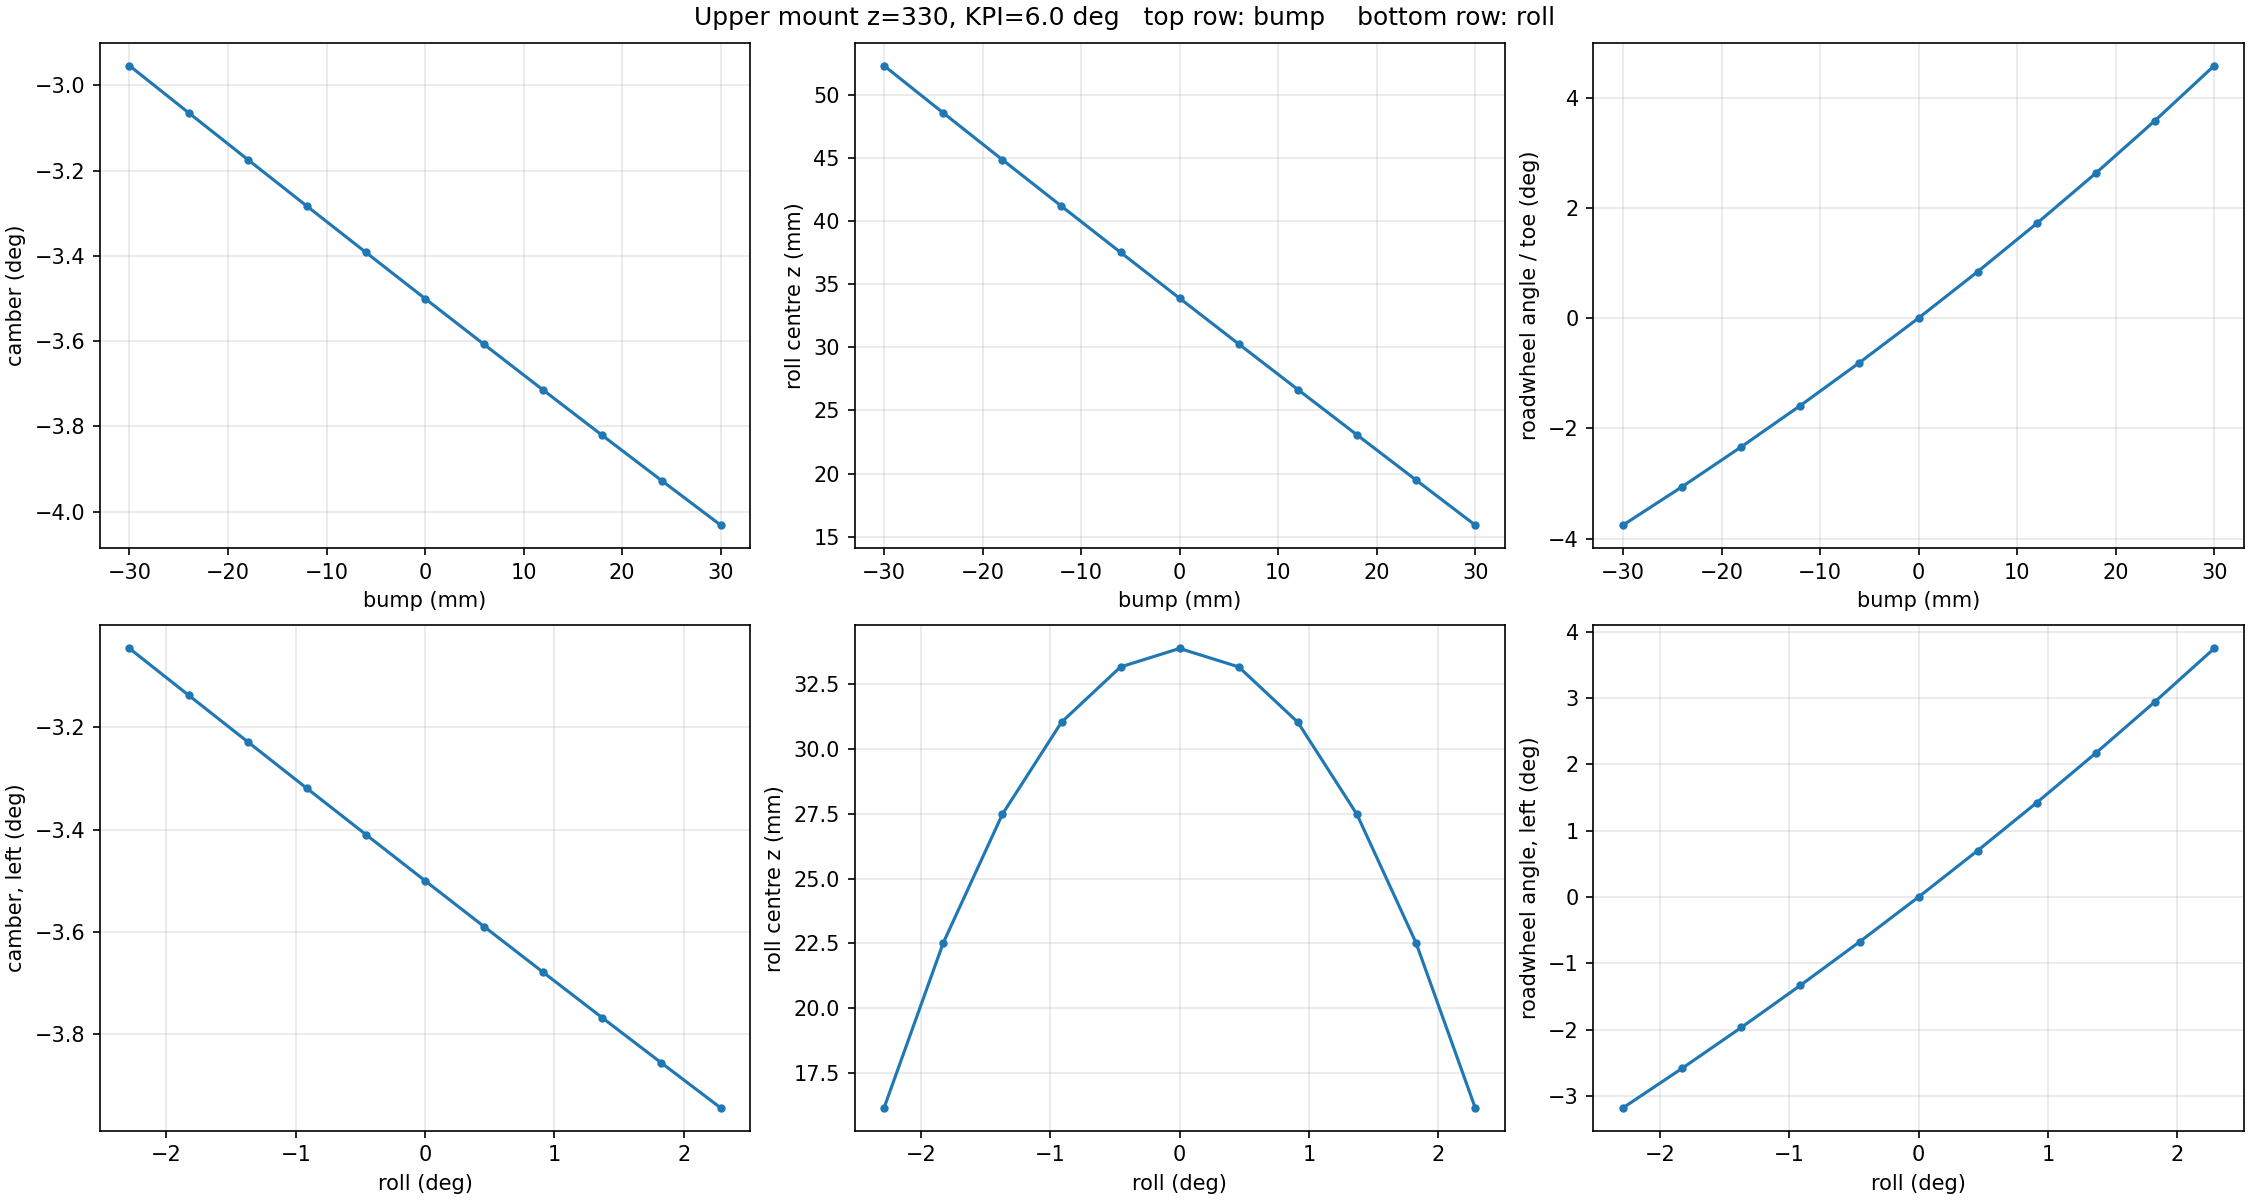 Upper mount z=330, KPI=6.0 deg   top row: bump    bottom row: roll
camber (deg)
−3.0
−3.2
−3.4
−3.6
−3.8
−4.0
−30 −20 −10 0 10 20 30
bump (mm)
roll centre z (mm)
50
45
40
35
30
25
20
15
−30 −20 −10 0 10 20 30
bump (mm)
roadwheel angle / toe (deg)
4
2
0
−2
−4
−30 −20 −10 0 10 20 30
bump (mm)
camber, left (deg)
−3.2
−3.4
−3.6
−3.8
−2 −1 0 1 2
roll (deg)
roll centre z (mm)
32.5
30.0
27.5
25.0
22.5
20.0
17.5
−2 −1 0 1 2
roll (deg)
roadwheel angle, left (deg)
4
3
2
1
0
−1
−2
−3
−2 −1 0 1 2
roll (deg)